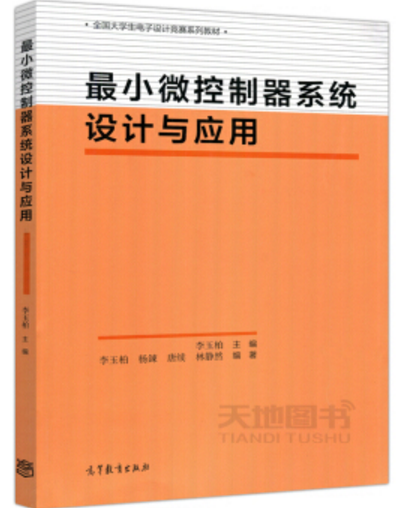 全国大学生电子设计竞赛系列教材
最小微控制器系统
设计与应用
李玉柏 主 编
李玉柏 杨鍊 唐续 林静然 编 著
天地图书
TIANDI TUSHU
高等教育出版社
最小微控制器系统设计与应用
李玉柏 主 编